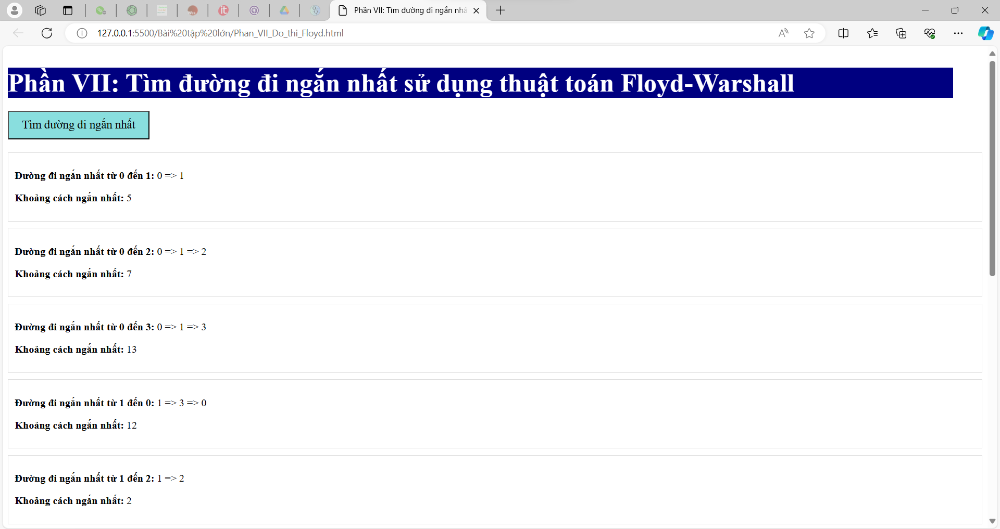 Phần VII: Tìm đường đi ngắn nhấ
127.0.0.1:5500/Bài%20tập%20lớn/Phan_VII_Do_thi_Floyd.html
Phần VII: Tìm đường đi ngắn nhất sử dụng thuật toán Floyd-Warshall
Tìm đường đi ngắn nhất
Đường đi ngắn nhất từ 0 đến 1: 0 => 1
Khoảng cách ngắn nhất: 5
Đường đi ngắn nhất từ 0 đến 2: 0 => 1 => 2
Khoảng cách ngắn nhất: 7
Đường đi ngắn nhất từ 0 đến 3: 0 => 1 => 3
Khoảng cách ngắn nhất: 13
Đường đi ngắn nhất từ 1 đến 0: 1 => 3 => 0
Khoảng cách ngắn nhất: 12
Đường đi ngắn nhất từ 1 đến 2: 1 => 2
Khoảng cách ngắn nhất: 2